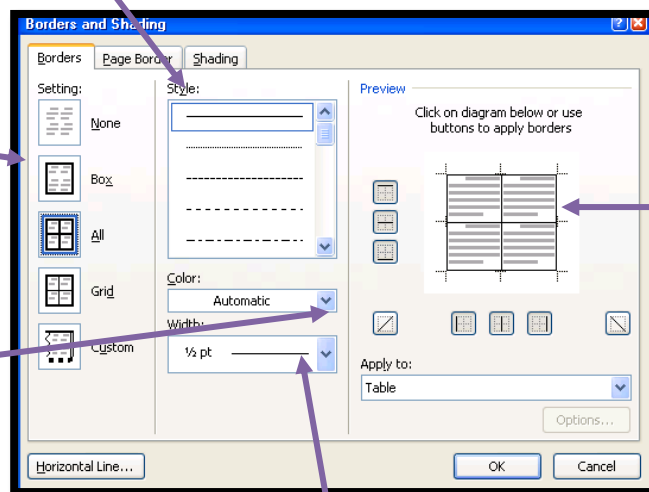 Borders and Shading
Borders Page Border Shading
Setting:
None
Box
All
Grid
Custom
Style:
Color:
Automatic
Width:
½ pt
Preview
Click on diagram below or use
buttons to apply borders
Apply to:
Table
Options...
Horizontal Line...
OK Cancel